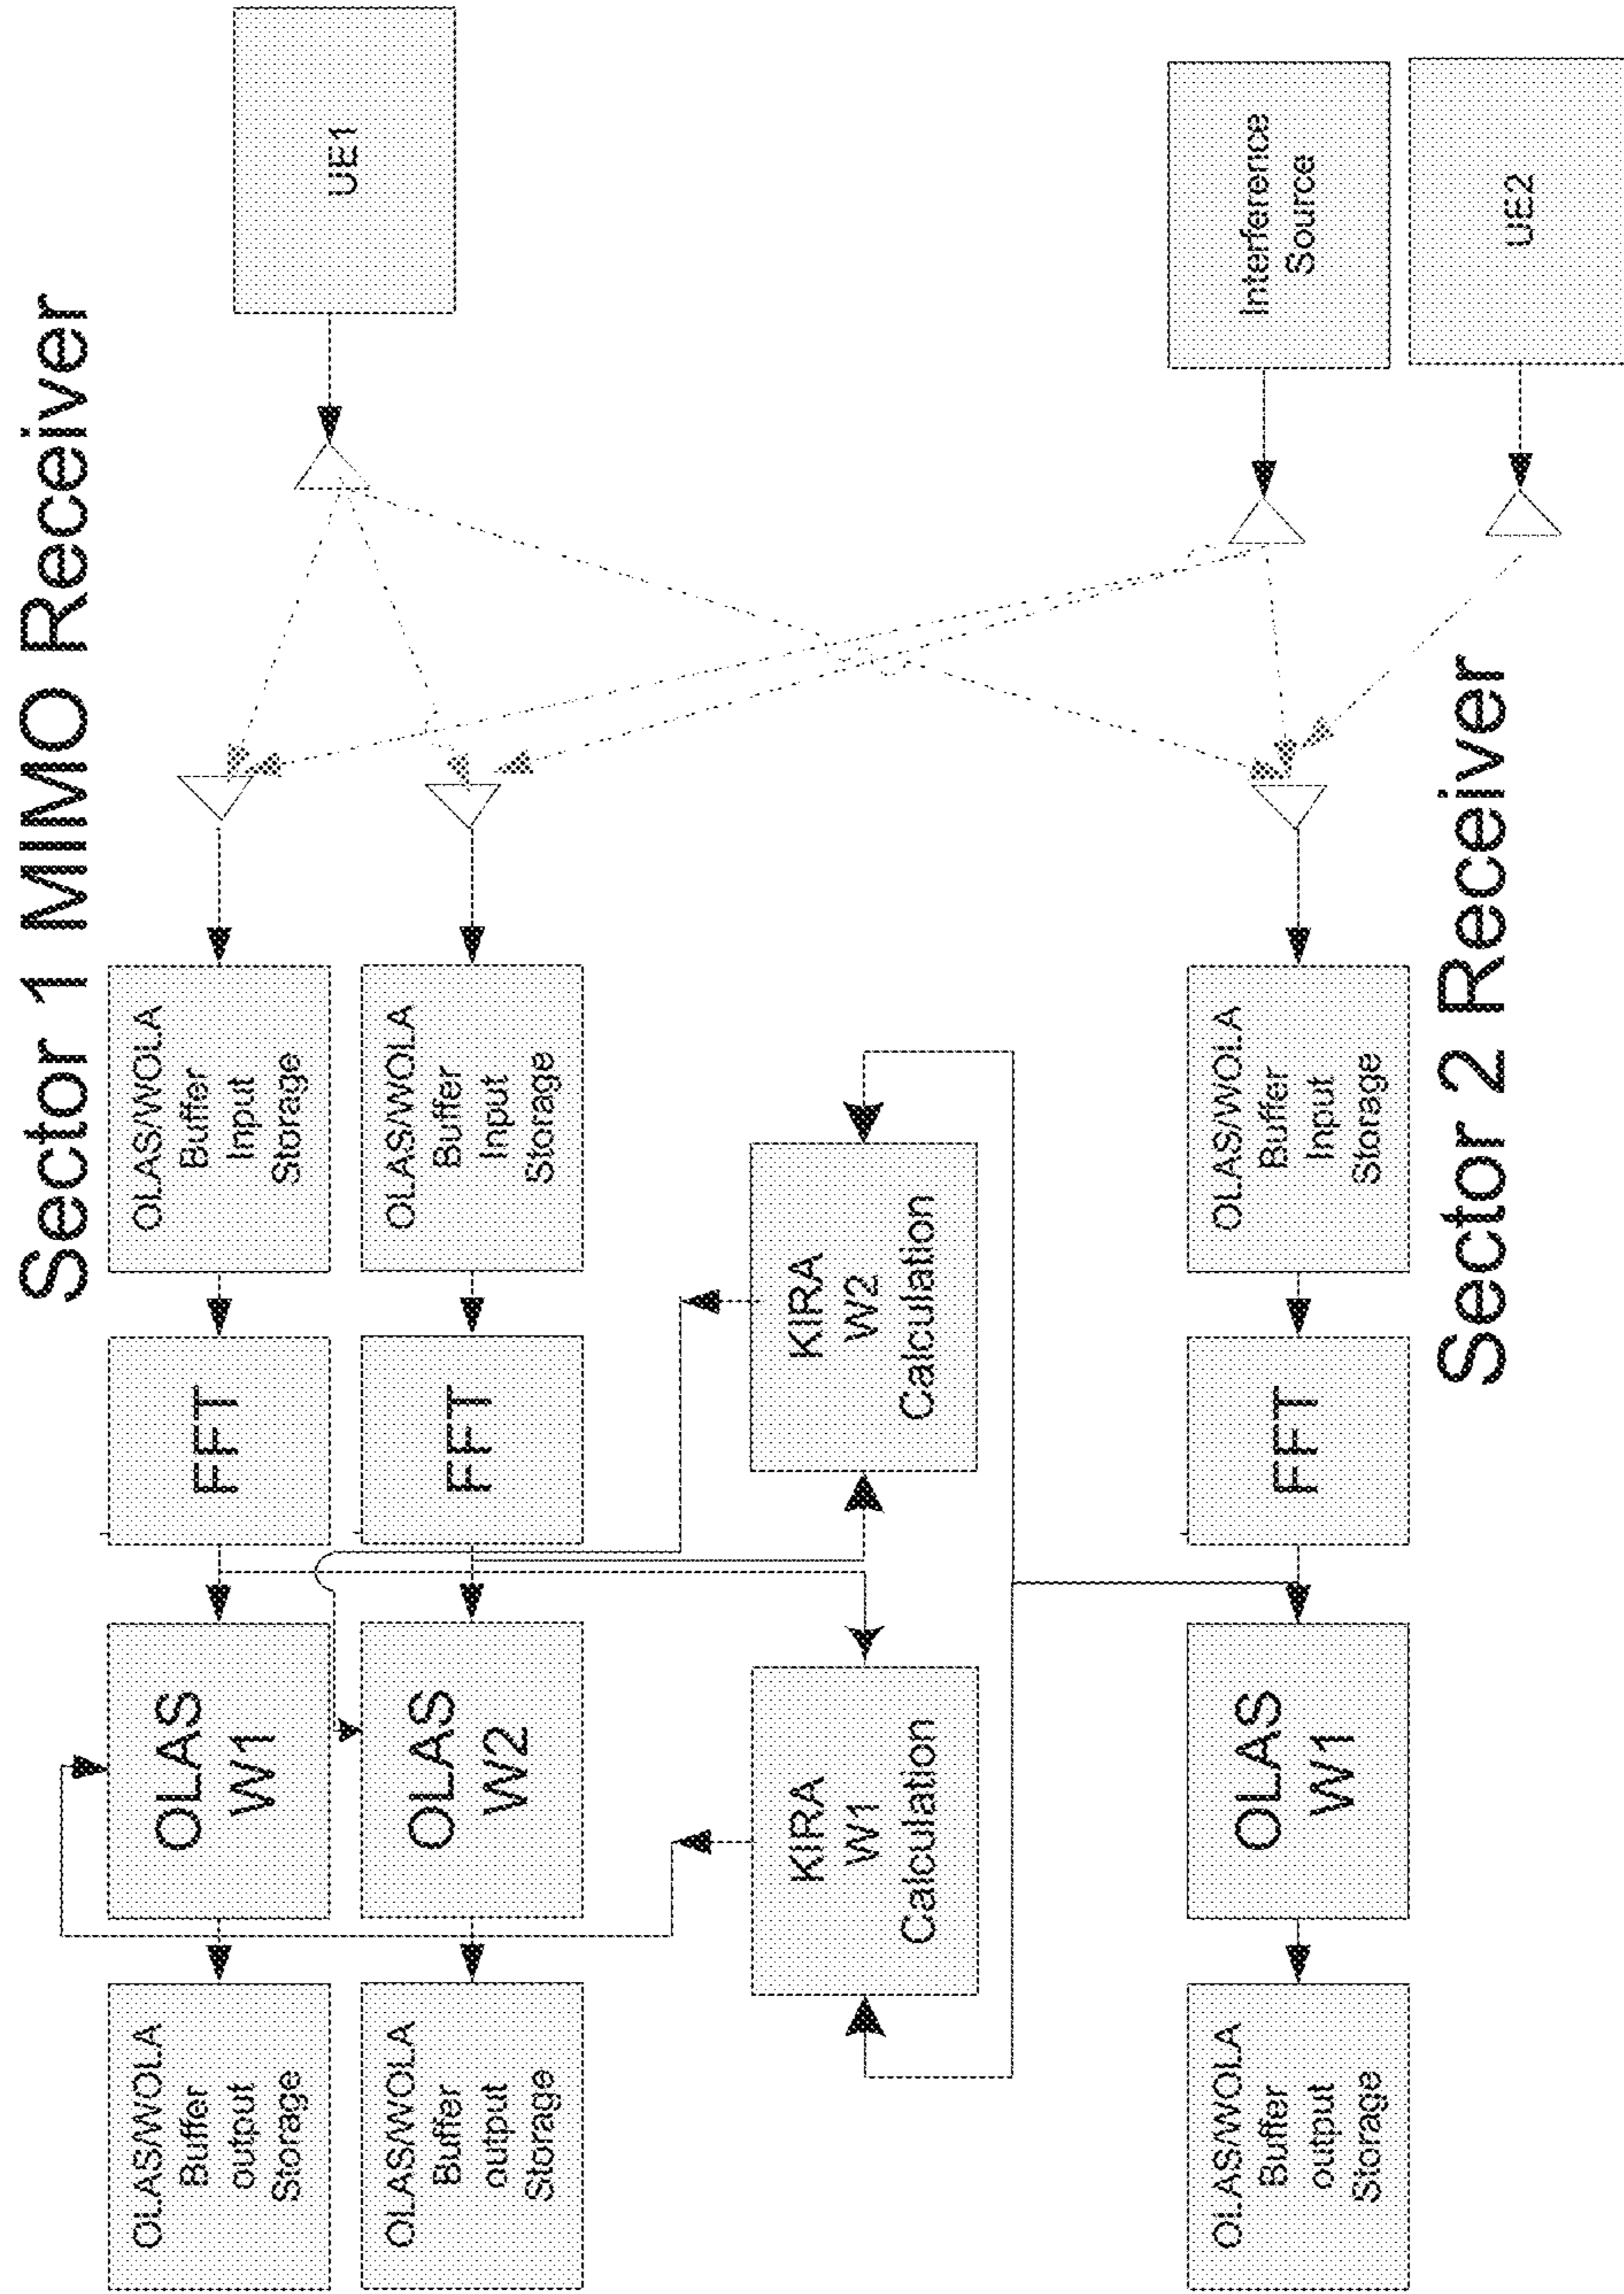 Sector 1 MIMO Receiver
OLAS/WOLA
Buffer
output
Storage
OLAS
W1
FFT
OLAS/WOLA
Buffer
Input
Storage
UE1
OLAS/WOLA
Buffer
output
Storage
OLAS
W2
FFT
OLAS/WOLA
Buffer
Input
Storage
KIRA
W1
Calculation
KIRA
W2
Calculation
OLAS/WOLA
Buffer
output
Storage
OLAS
W1
FFT
OLAS/WOLA
Buffer
Input
Storage
Interference
Source
UE2
Sector 2 Receiver